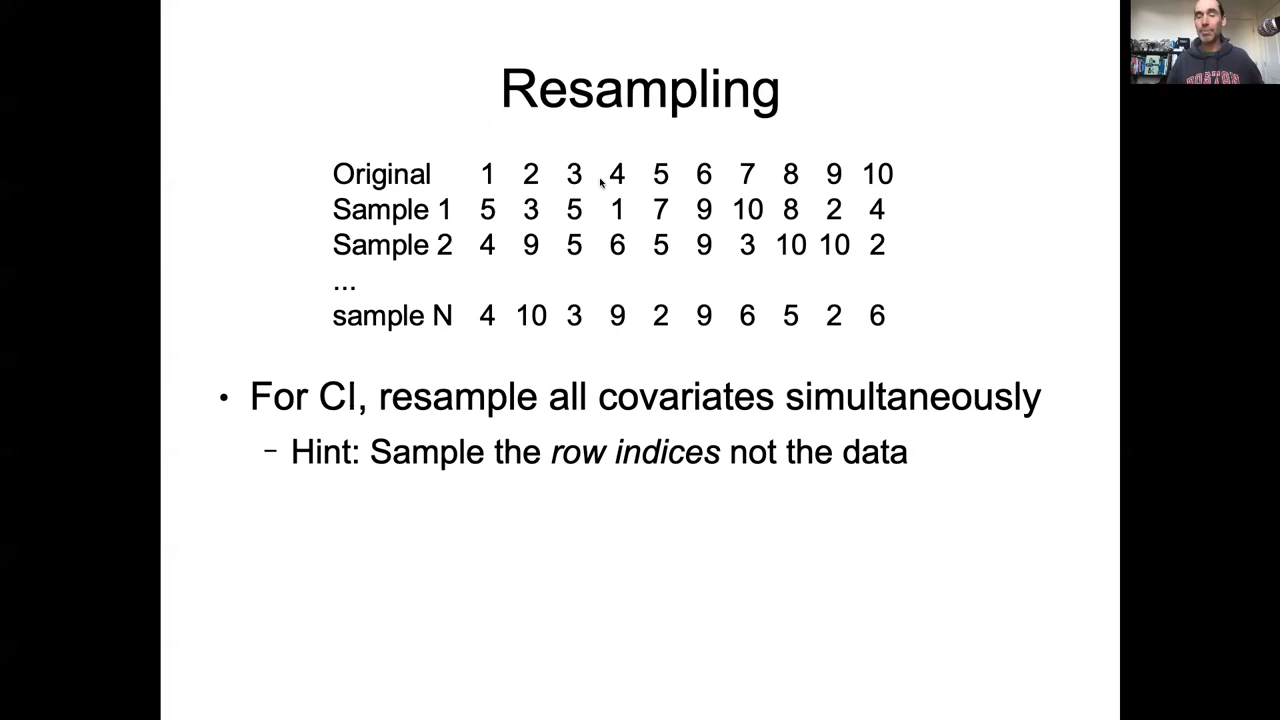 Resampling
Original 1 2 3 4 5 6 7 8 9 10
Sample 1 5 3 5 1 7 9 10 8 2 4
Sample 2 4 9 5 6 5 9 3 10 10 2
...
sample N 4 10 3 9 2 9 6 5 2 6
• For CI, resample all covariates simultaneously
– Hint: Sample the row indices not the data